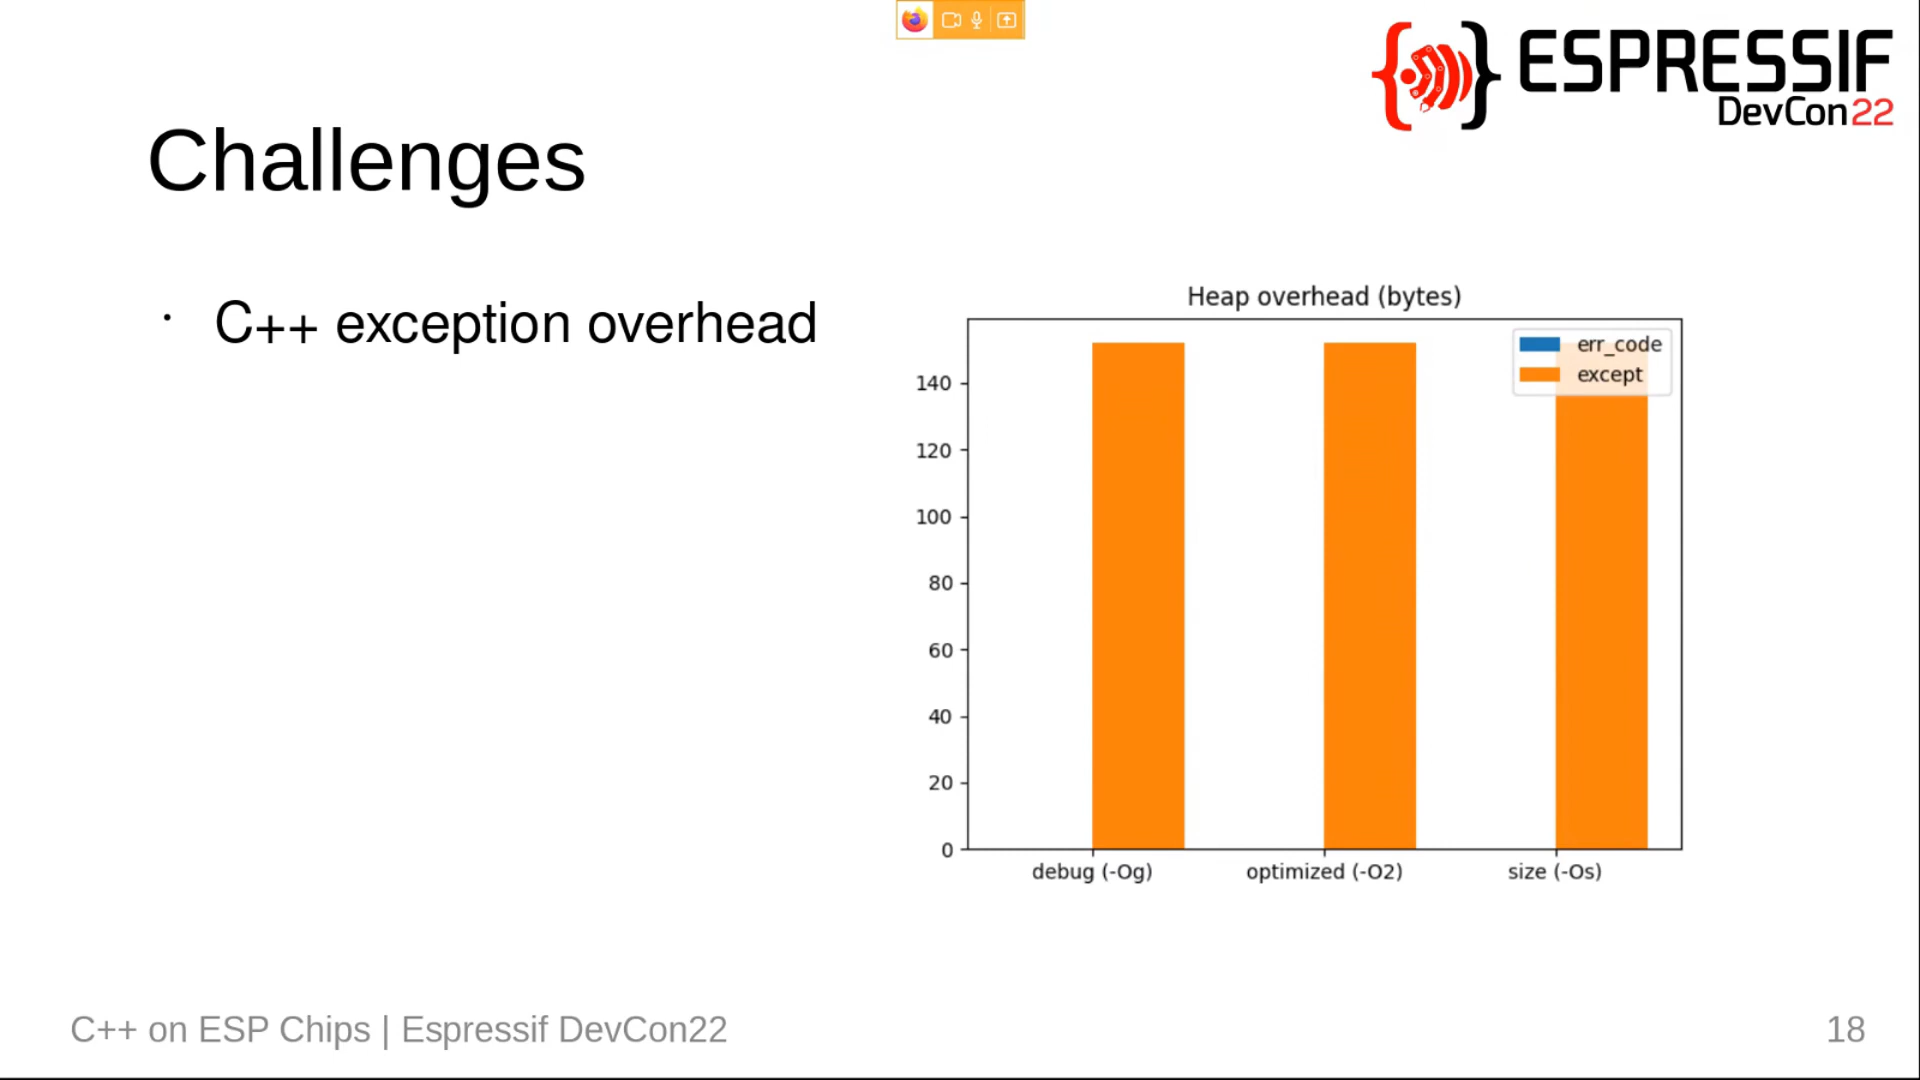 ESPRESSIF
DevCon22
Challenges
· C++ exception overhead
Heap overhead (bytes)
err_code
except
140
120
100
80
60
40
20
0
debug (-Og) optimized (-O2) size (-Os)
C++ on ESP Chips | Espressif DevCon22 18